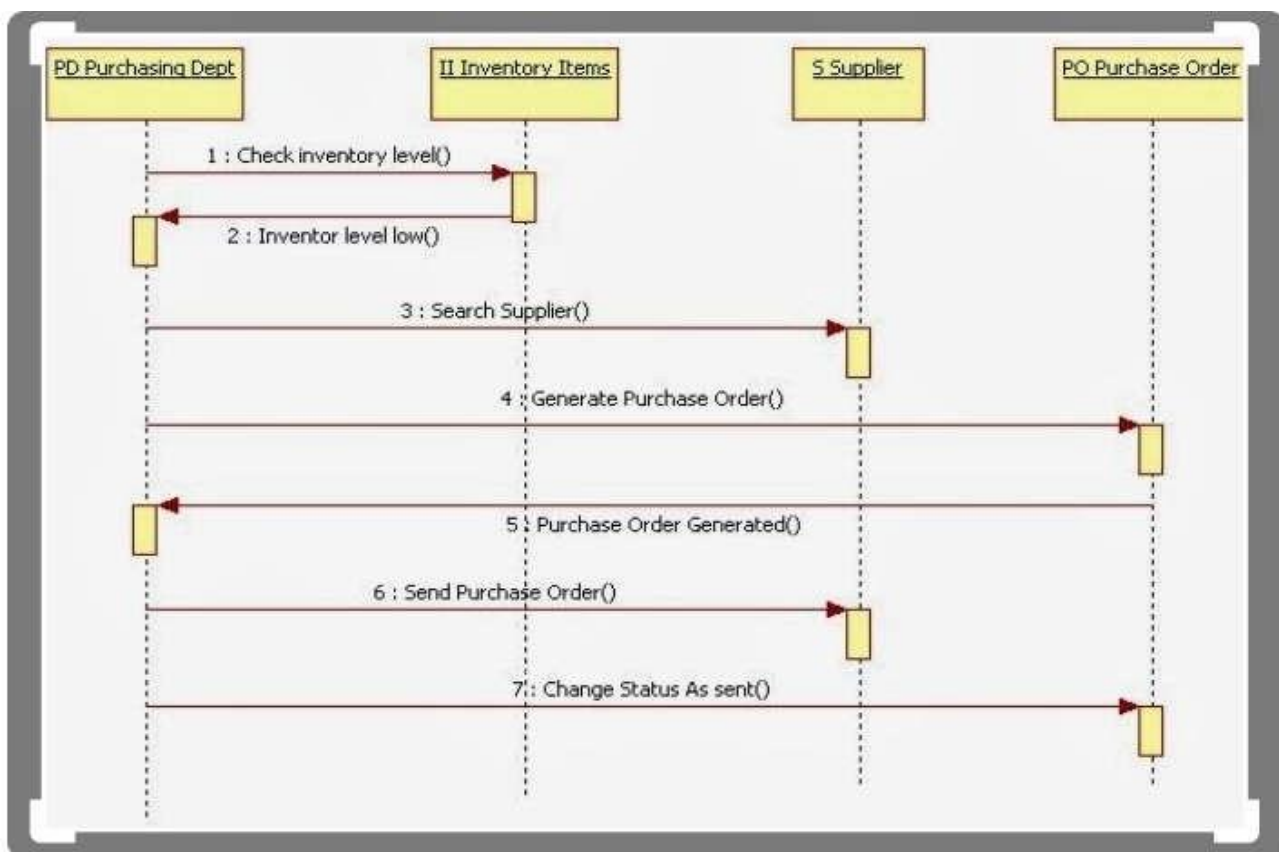 PD Purchasing Dept
II Inventory Items
S Supplier
PO Purchase Order
1 : Check inventory level()
2 : Inventor level low()
3 : Search Supplier()
4 : Generate Purchase Order()
5 : Purchase Order Generated()
6 : Send Purchase Order()
7 : Change Status As sent()